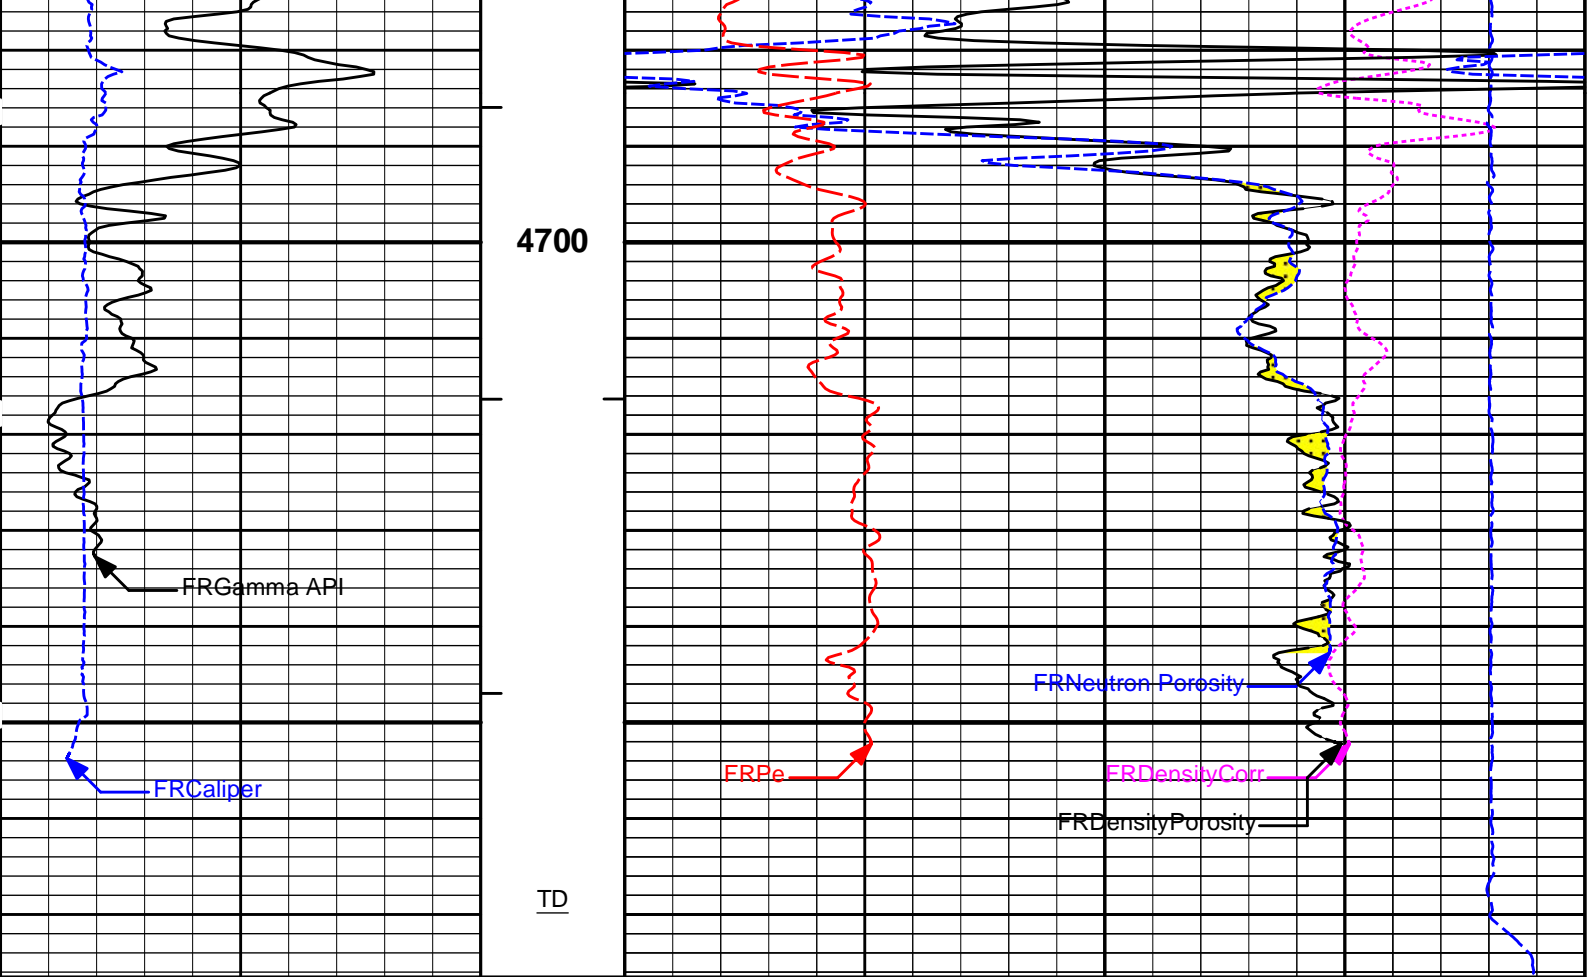 4700
FRGamma API
FRNeutron Porosity
FRPe
FRDensityCorr
FRCaliper
FRDensityPorosity
TD